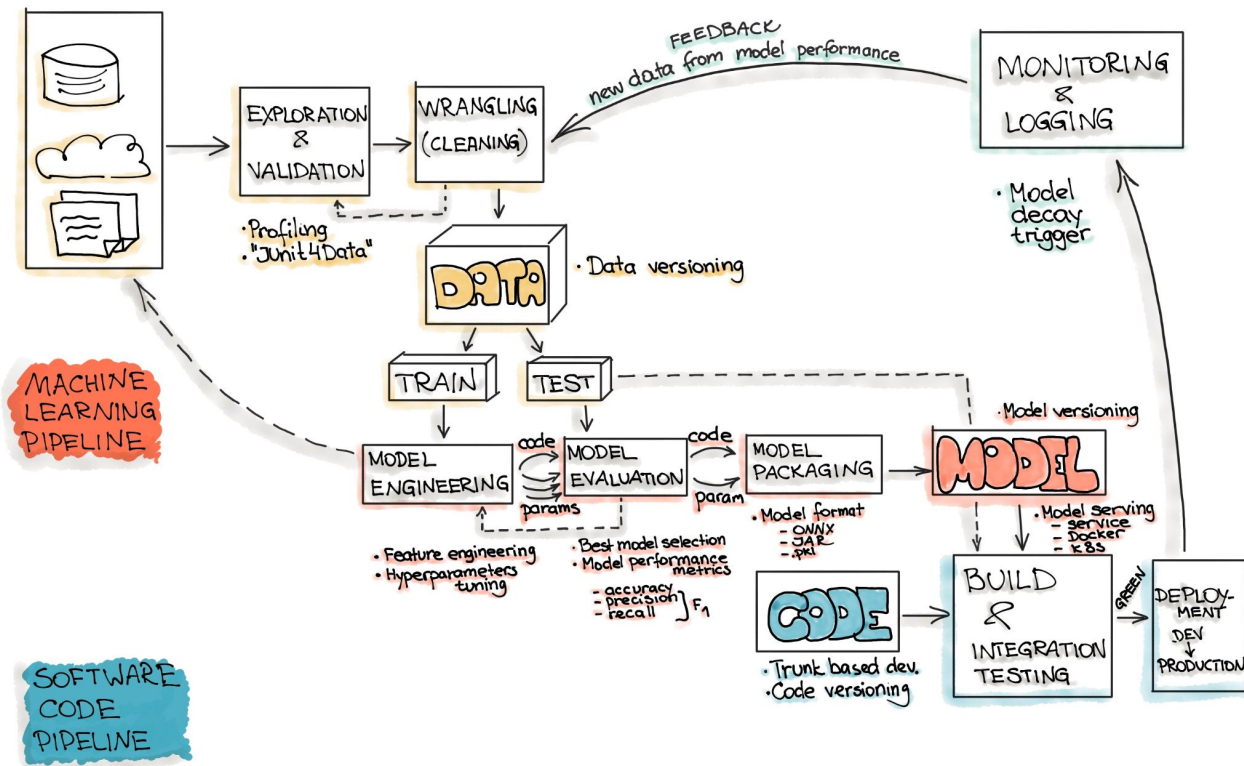 FEEDBACK
new data from model performance
MONITORING
&
LOGGING
EXPLORATION
&
VALIDATION
WRANGLING
(CLEANING)
· Profiling
· "JUnit4Data"
· Model
decay
trigger
DATA
· Data versioning
TRAIN
TEST
MACHINE
LEARNING
PIPELINE
MODEL
ENGINEERING
code
params
MODEL
EVALUATION
code
param
MODEL
PACKAGING
· Model versioning
MODEL
· Feature engineering
· Hyperparameters
tuning
· Best model selection
· Model performance
metrics
- accuracy
- precision
- recall
F1
· Model format
- ONNX
- JAR
- .pkl
· Model serving
- service
- Docker
- K8S
CODE
· Trunk based dev.
· Code versioning
BUILD
&
INTEGRATION
TESTING
GREEN
DEPLOY-
MENT
DEV
PRODUCTION
SOFTWARE
CODE
PIPELINE